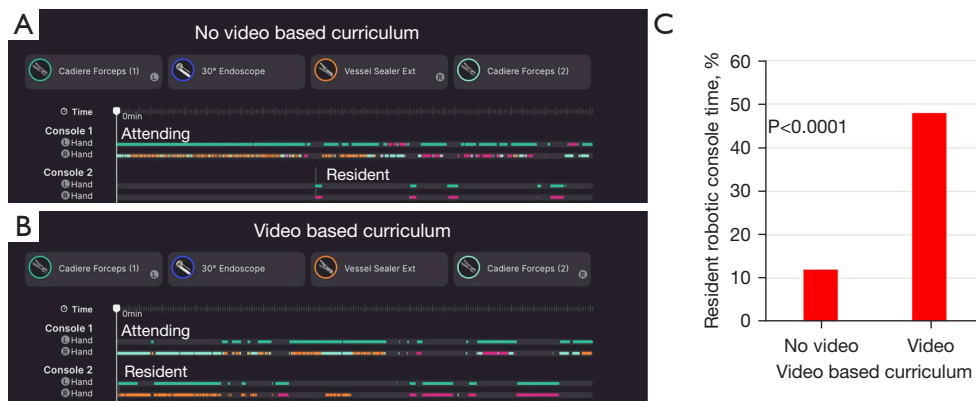 A
No video based curriculum
Cadiere Forceps (1)
L
30° Endoscope
Vessel Sealer Ext
R
Cadiere Forceps (2)
Time
0min
Console 1
Attending
L Hand
R Hand
Console 2
Resident
L Hand
R Hand
B
Video based curriculum
Cadiere Forceps (1)
L
30° Endoscope
Vessel Sealer Ext
Cadiere Forceps (2)
R
Time
0min
Console 1
Attending
L Hand
R Hand
Console 2
Resident
L Hand
R Hand
C
Resident robotic console time, %
60
50
40
30
20
10
0
P<0.0001
No video
Video
Video based curriculum